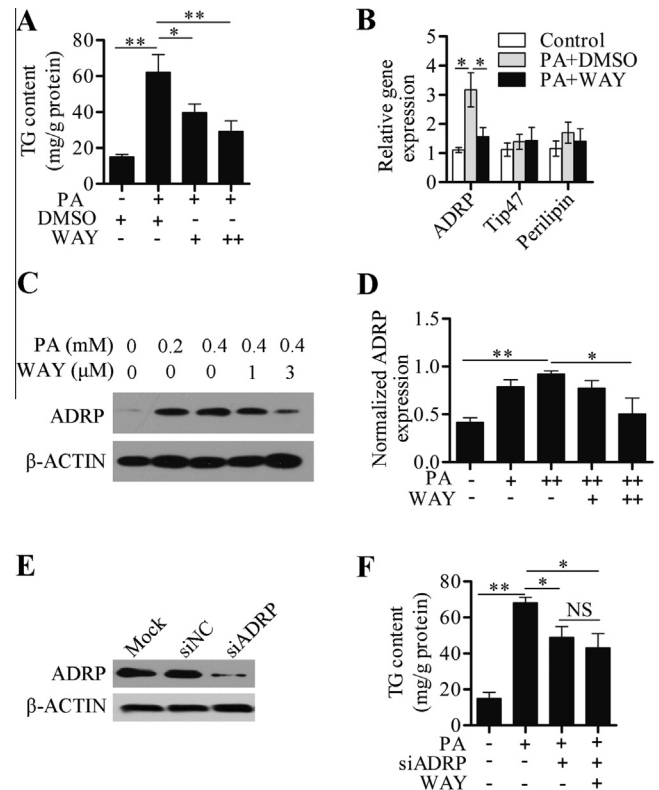 A
TG content
(mg/g protein)
80
60
40
20
0
** * **
PA - + + +
DMSO + + - -
WAY - - + ++
B
Relative gene
expression
5
4
3
2
1
0
Control
PA+DMSO
PA+WAY
* *
ADRP Tip47 Perilipin
C
PA (mM) 0 0.2 0.4 0.4 0.4
WAY (μM) 0 0 0 1 3
ADRP
β-ACTIN
D
Normalized ADRP
expression
1.5
1.0
0.5
0.0
** *
PA - + ++ ++ ++
WAY - - + ++
E
Mock siNC siADRP
ADRP
β-ACTIN
F
TG content
(mg/g protein)
80
60
40
20
0
** * *
NS
PA - + + +
siADRP - - + +
WAY - - - +